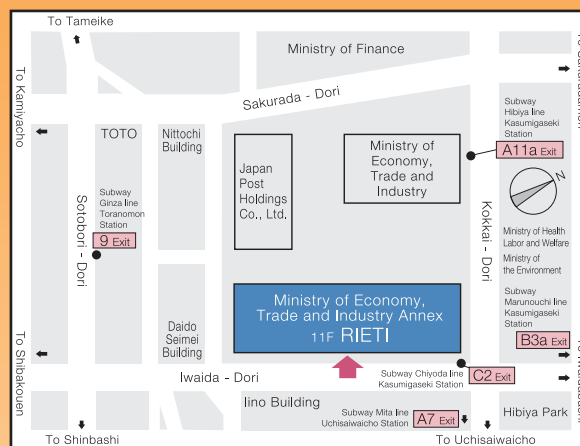 To Tameike
Ministry of Finance
To Kamiyacho
Sakurada - Dori
TOTO
Nittochi
Building
Japan
Post
Holdings
Co., Ltd.
Ministry of
Economy,
Trade and
Industry
Subway
Hibiya line
Kasumigaseki
Station
A11a Exit
N
Subway
Ginza line
Toranomon
Station
9 Exit
Sotobori - Dori
Kokkai - Dori
Ministry of Health
Labor and Welfare
Ministry of
the Environment
Subway
Marunouchi line
Kasumigaseki
Station
B3a Exit
Ministry of Economy,
Trade and Industry Annex
11F RIETI
Daido
Seimei
Building
To Shibakouen
Iwaida - Dori
Subway Chiyoda line
Kasumigaseki Station
C2 Exit
Iino Building
Subway Mita line
Uchisaiwaicho Station
A7 Exit
Hibiya Park
To Shinbashi
To Uchisaiwaicho